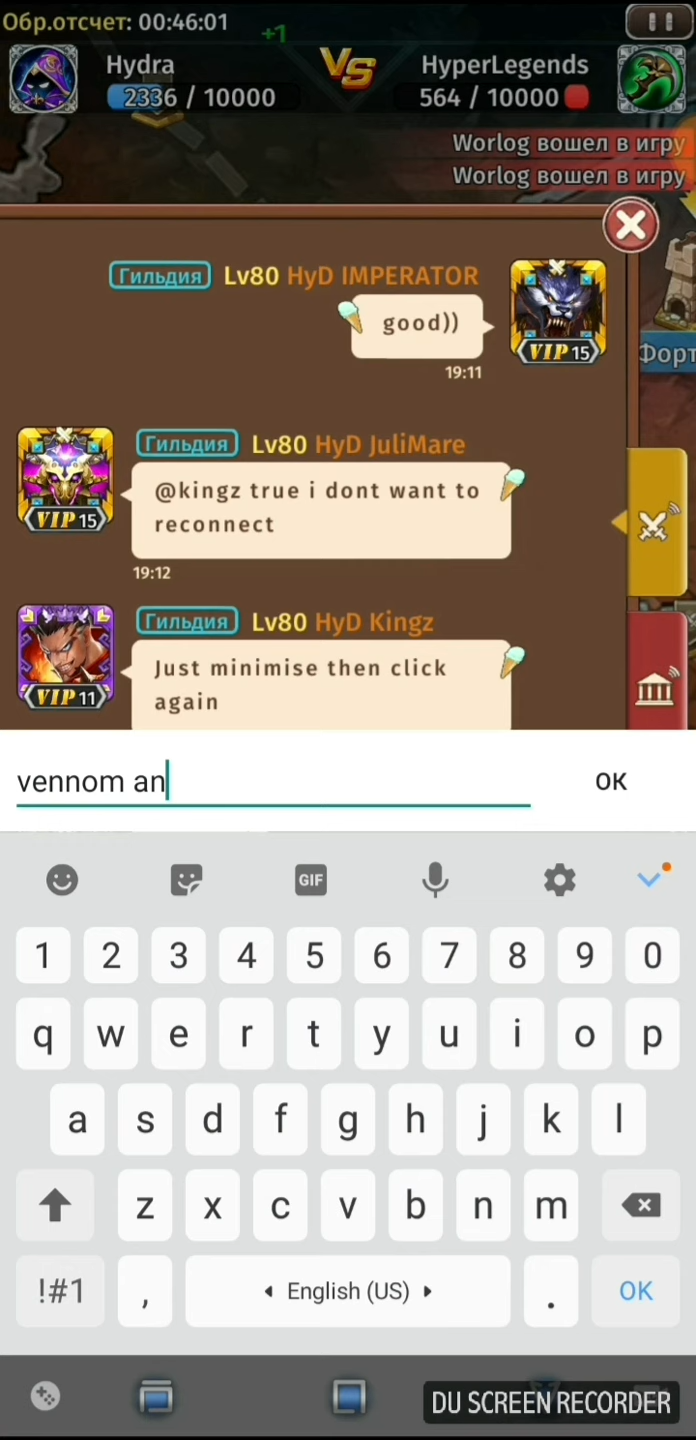 Обр.отсчет: 00:46:01
+1
Hydra
VS
HyperLegends
2336 / 10000
564 / 10000
Worlog вошел в игру
Worlog вошел в игру
Гильдия Lv80 HyD IMPERATOR
good))
VIP 15
Форт
19:11
Гильдия Lv80 HyD JuliMare
@kingz true i dont want to
reconnect
VIP 15
19:12
Гильдия Lv80 HyD Kingz
Just minimise then click
again
VIP 11
vennom an
OK
GIF
1 2 3 4 5 6 7 8 9 0
q w e r t y u i o p
a s d f g h j k l
z x c v b n m
!#1 , English (US) . OK
DU SCREEN RECORDER